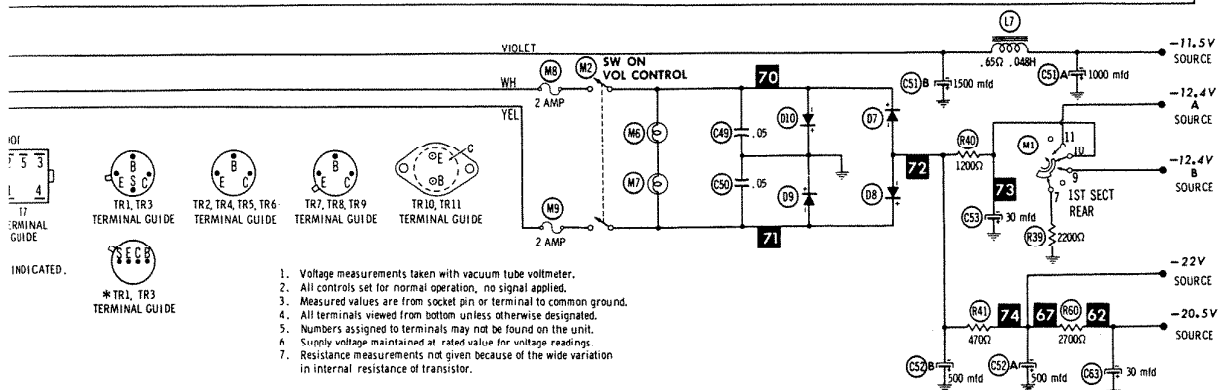 L7
VIOLET
-11.5V
SOURCE
.65Ω .048H
M8
M2
SW ON
VOL CONTROL
C51 B
1500 mfd
C51 A
1000 mfd
WH
2 AMP
70
-12.4V
A
SOURCE
YEL
M6
C49
.05
D10
D7
R40
1200Ω
M1
11
10
9
7
1ST SECT
REAR
72
-12.4V
B
SOURCE
M7
C50
.05
D9
D8
73
C53
30 mfd
R39
2200Ω
M9
2 AMP
71
5 3
4
17
TERMINAL
GUIDE
INDICATED.
B
E S C
TR1, TR3
TERMINAL GUIDE
B
E C
TR2, TR4, TR5, TR6
TERMINAL GUIDE
B
E C
TR7, TR8, TR9
TERMINAL GUIDE
E
C
B
TR10, TR11
TERMINAL GUIDE
S E C B
*TR1, TR3
TERMINAL GUIDE
1. Voltage measurements taken with vacuum tube voltmeter.
2. All controls set for normal operation, no signal applied.
3. Measured values are from socket pin or terminal to common ground.
4. All terminals viewed from bottom unless otherwise designated.
5. Numbers assigned to terminals may not be found on the unit.
6. Supply voltage maintained at rated value for voltage readings.
7. Resistance measurements not given because of the wide variation
in internal resistance of transistor.
-22V
SOURCE
R41
470Ω
74
67
R60
2700Ω
62
-20.5V
SOURCE
C52 B
500 mfd
C52 A
500 mfd
C63
30 mfd